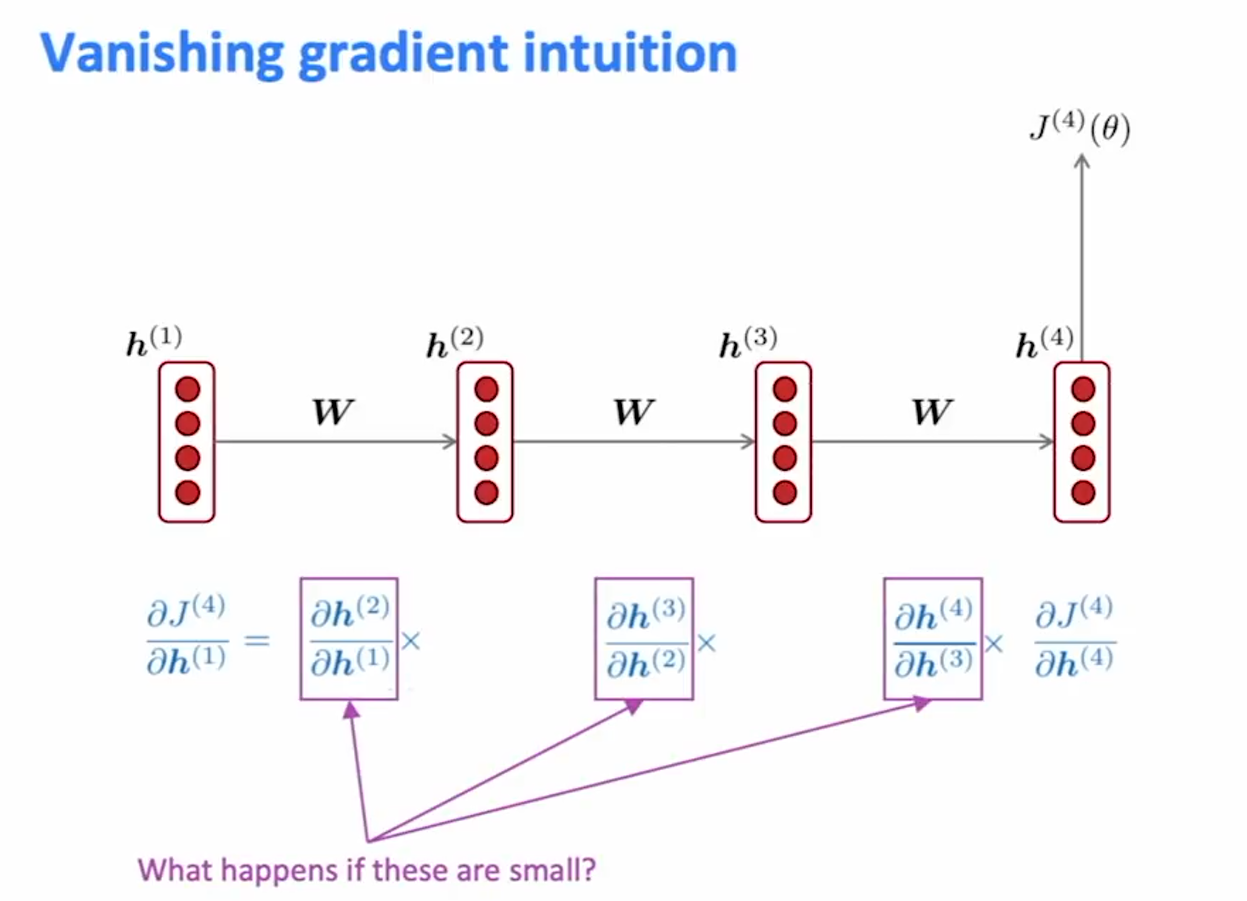 Vanishing gradient intuition
J^{(4)}(θ)
h^{(1)} h^{(2)} h^{(3)} h^{(4)}
W W W
∂J^{(4)}/∂h^{(1)} = ∂h^{(2)}/∂h^{(1)} × ∂h^{(3)}/∂h^{(2)} × ∂h^{(4)}/∂h^{(3)} × ∂J^{(4)}/∂h^{(4)}
What happens if these are small?